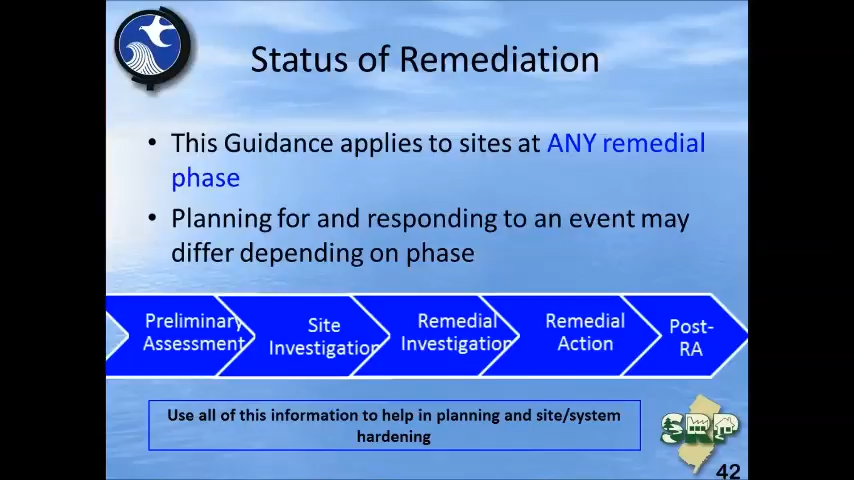 Status of Remediation
• This Guidance applies to sites at ANY remedial
phase
• Planning for and responding to an event may
differ depending on phase
Preliminary
Assessment
Site
Investigation
Remedial
Investigation
Remedial
Action
Post-
RA
Use all of this information to help in planning and site/system
hardening
SRP
42